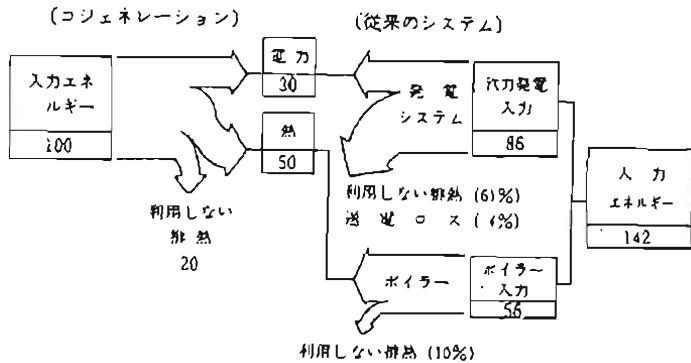 (コジェネレーション)
(従来のシステム)
入力エネ
ルギー
100
電力
30
熱
50
利用しない
排熱
20
発電
システム
汽力発電
入力
86
利用しない排熱 (61%)
送電ロス (4%)
入力
エネルギー
142
ボイラー
ボイラー
入力
56
利用しない排熱 (10%)